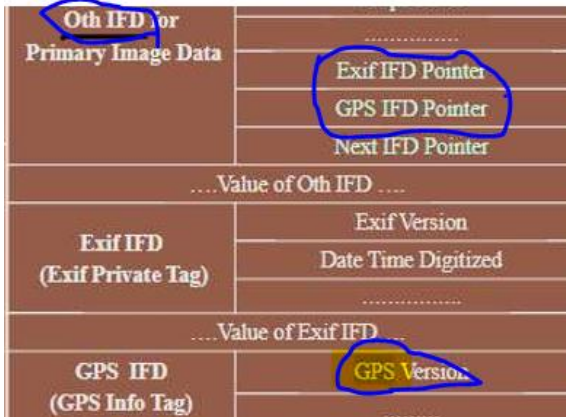 Oth IFD for
Primary Image Data
...............
Exif IFD Pointer
GPS IFD Pointer
Next IFD Pointer
....Value of Oth IFD ....
Exif IFD
(Exif Private Tag)
Exif Version
Date Time Digitized
................
....Value of Exif IFD....
GPS IFD
(GPS Info Tag)
GPS Version